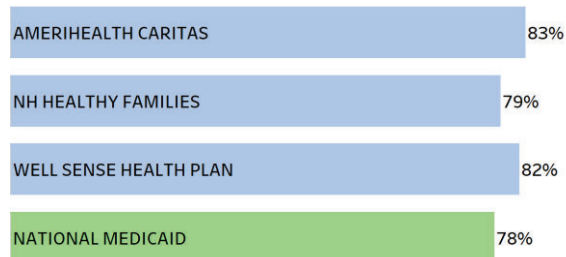 AMERIHEALTH CARITAS 83%
NH HEALTHY FAMILIES 79%
WELL SENSE HEALTH PLAN 82%
NATIONAL MEDICAID 78%